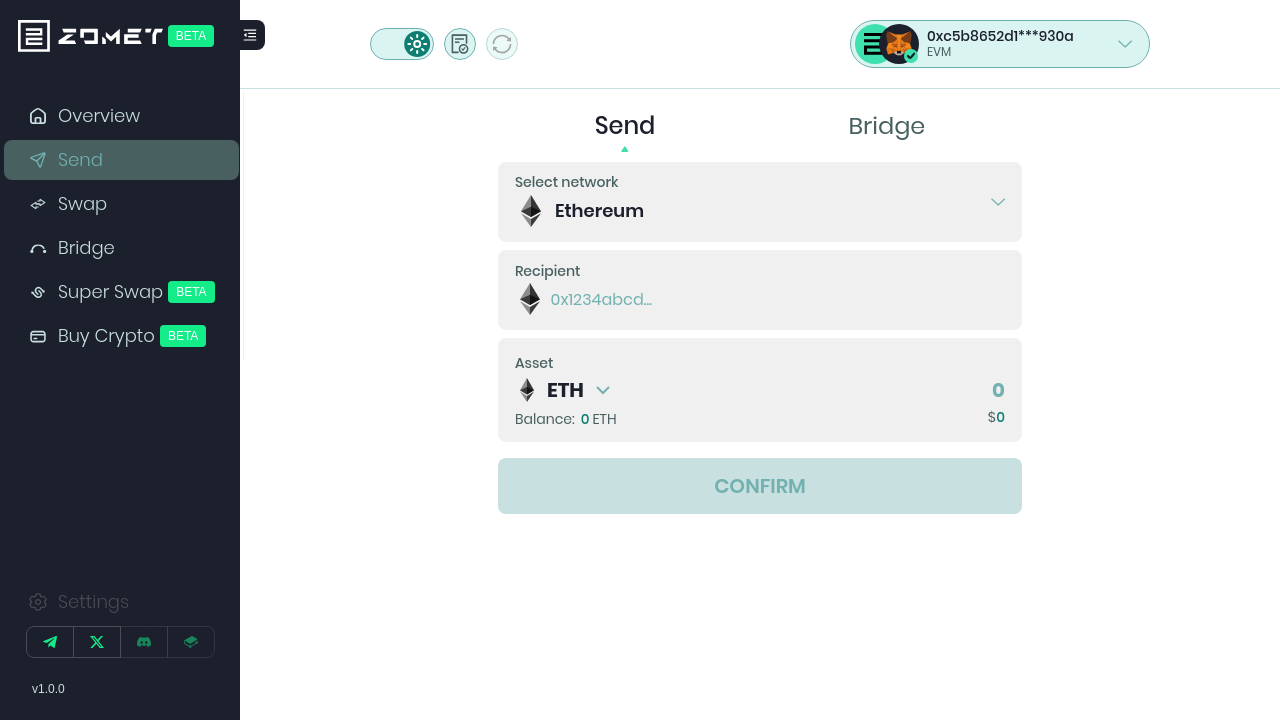 ZOMET BETA
Overview
Send
Swap
Bridge
Super Swap BETA
Buy Crypto BETA
Settings
v1.0.0
0xc5b8652d1***930a
EVM
Send Bridge
Select network
Ethereum
Recipient
0x1234abcd...
Asset
ETH 0
Balance: 0 ETH $0
CONFIRM